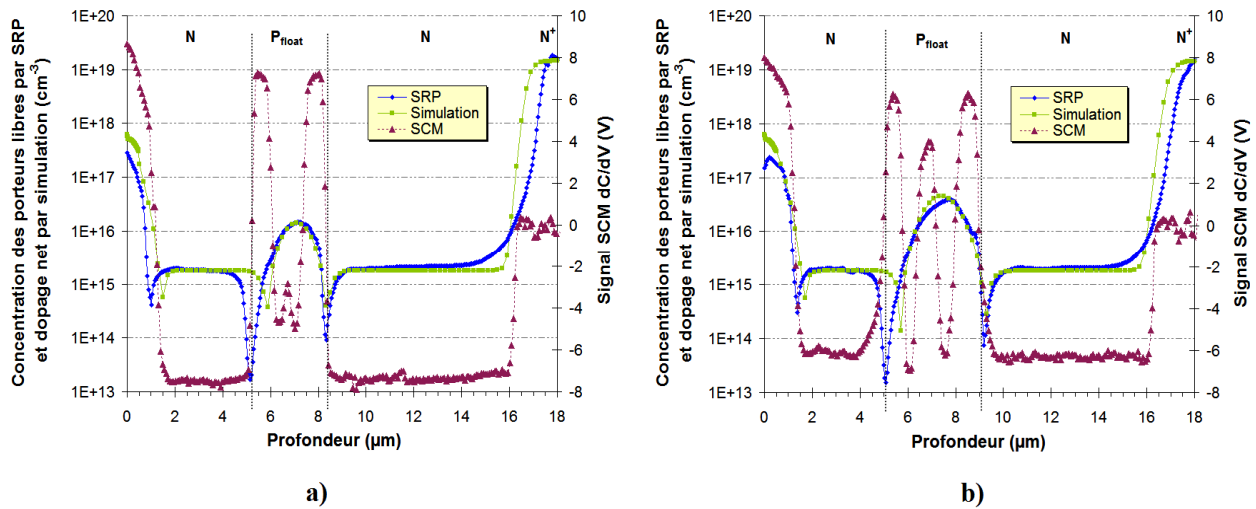 a)
Concentration des porteurs libres par SRP
et dopage net par simulation (cm⁻³)
1E+20
1E+19
1E+18
1E+17
1E+16
1E+15
1E+14
1E+13
N
P float
N
N⁺
SRP
Simulation
SCM
10
8
6
4
2
0
-2
-4
-6
-8
Signal SCM dC/dV (V)
0 2 4 6 8 10 12 14 16 18
Profondeur (µm)
a)
b)
Concentration des porteurs libres par SRP
et dopage net par simulation (cm⁻³)
1E+20
1E+19
1E+18
1E+17
1E+16
1E+15
1E+14
1E+13
N
P float
N
N⁺
SRP
Simulation
SCM
10
8
6
4
2
0
-2
-4
-6
-8
Signal SCM dC/dV (V)
0 2 4 6 8 10 12 14 16 18
Profondeur (µm)
b)